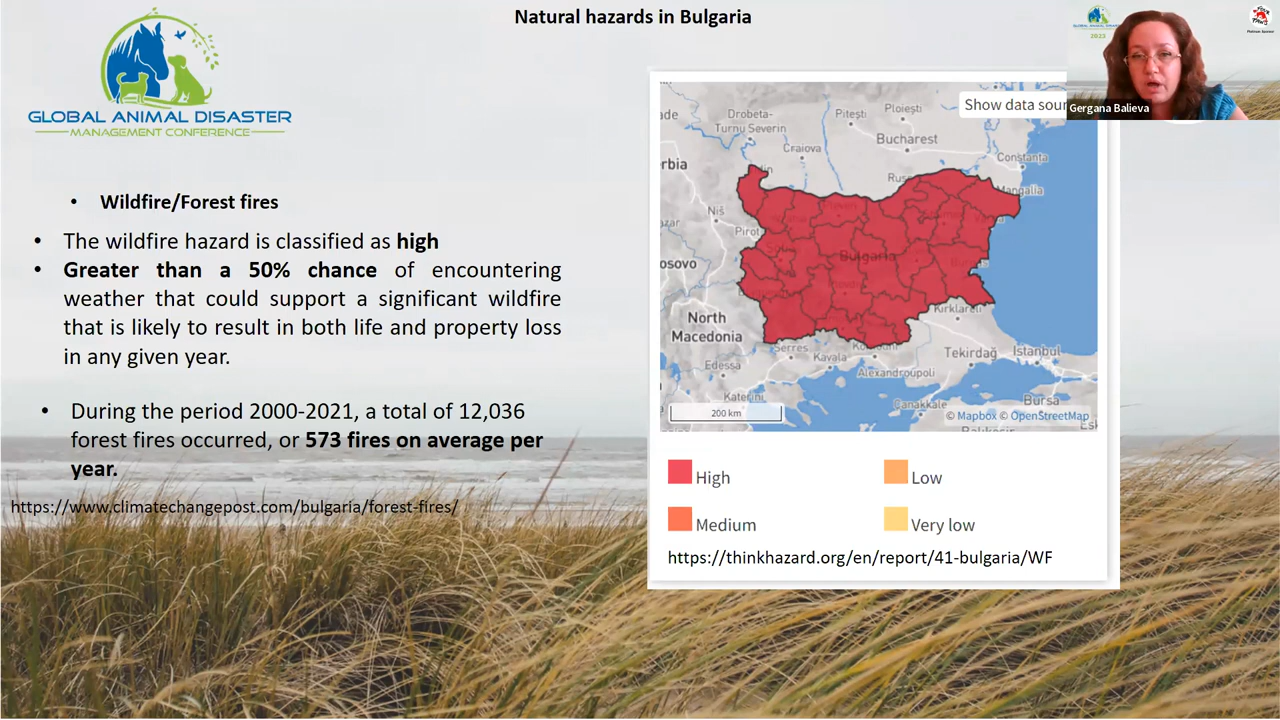 Natural hazards in Bulgaria
GLOBAL ANIMAL DISASTER
MANAGEMENT CONFERENCE
• Wildfire/Forest fires
• The wildfire hazard is classified as high
• Greater than a 50% chance of encountering
weather that could support a significant wildfire
that is likely to result in both life and property loss
in any given year.
• During the period 2000-2021, a total of 12,036
forest fires occurred, or 573 fires on average per
year.
https://www.climatechangepost.com/bulgaria/forest-fires/
2023
Gergana Balieva
Show data sour
Drobeta-
Turnu Severin
Pitești
Ploiești
Craiova
Bucharest
Constanța
Mangalia
Niš
Pirot
Bulgaria
North
Macedonia
Kırklareli
Serres
Kavala
Tekirdağ
İstanbul
Edessa
Alexandroupoli
Katerini
Çanakkale
Bursa
200 km
© Mapbox © OpenStreetMap
High
Low
Medium
Very low
https://thinkhazard.org/en/report/41-bulgaria/WF